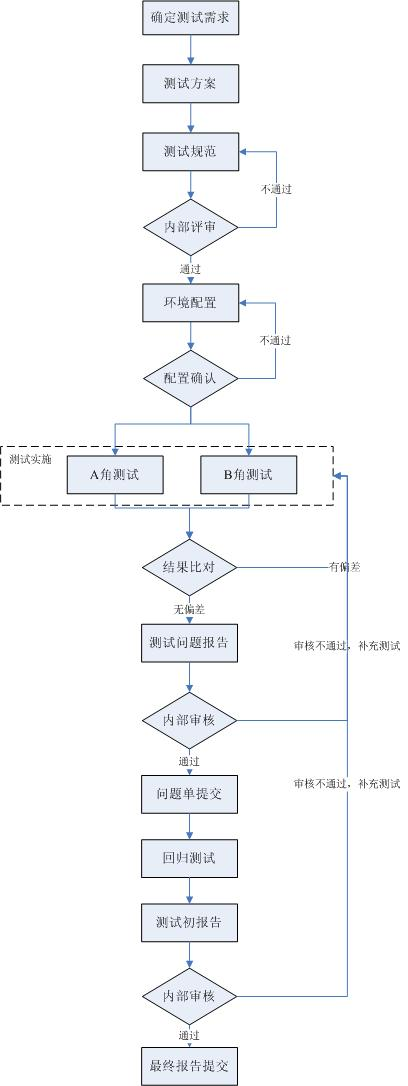 确定测试需求
测试方案
测试规范
不通过
内部评审
通过
环境配置
不通过
配置确认
测试实施
A角测试
B角测试
结果比对
有偏差
无偏差
测试问题报告
审核不通过，补充测试
内部审核
通过
审核不通过，补充测试
问题单提交
回归测试
测试初报告
内部审核
通过
最终报告提交